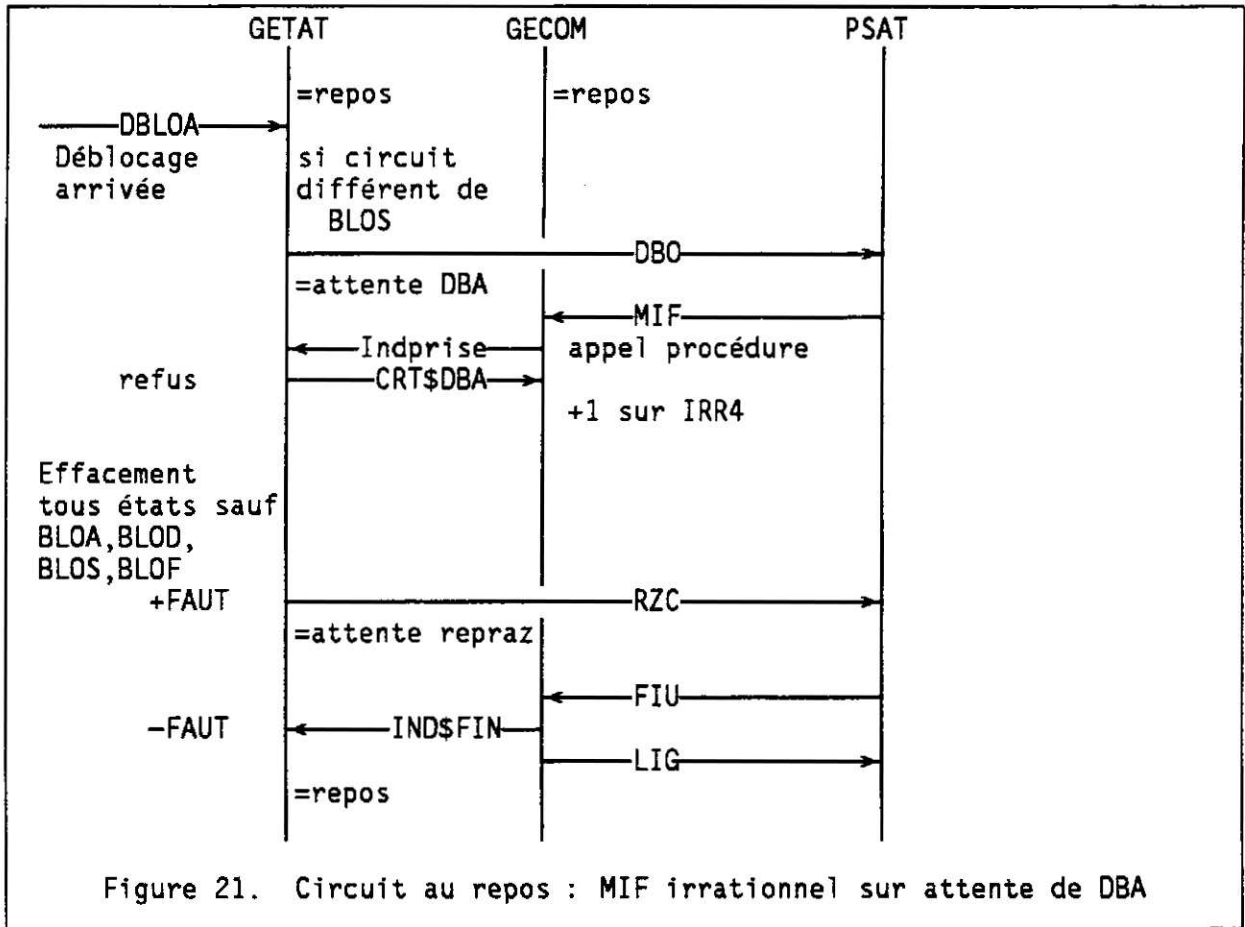 GETAT GECOM PSAT
=repos =repos
DBLOA
Déblocage si circuit
arrivée différent de
BLOS
DBO
=attente DBA
MIF
Indprise appel procédure
refus CRT$DBA
+1 sur IRR4
Effacement
tous états sauf
BLOA,BLOD,
BLOS,BLOF
+FAUT RZC
=attente repraz
FIU
-FAUT IND$FIN
LIG
=repos
Figure 21. Circuit au repos : MIF irrationnel sur attente de DBA